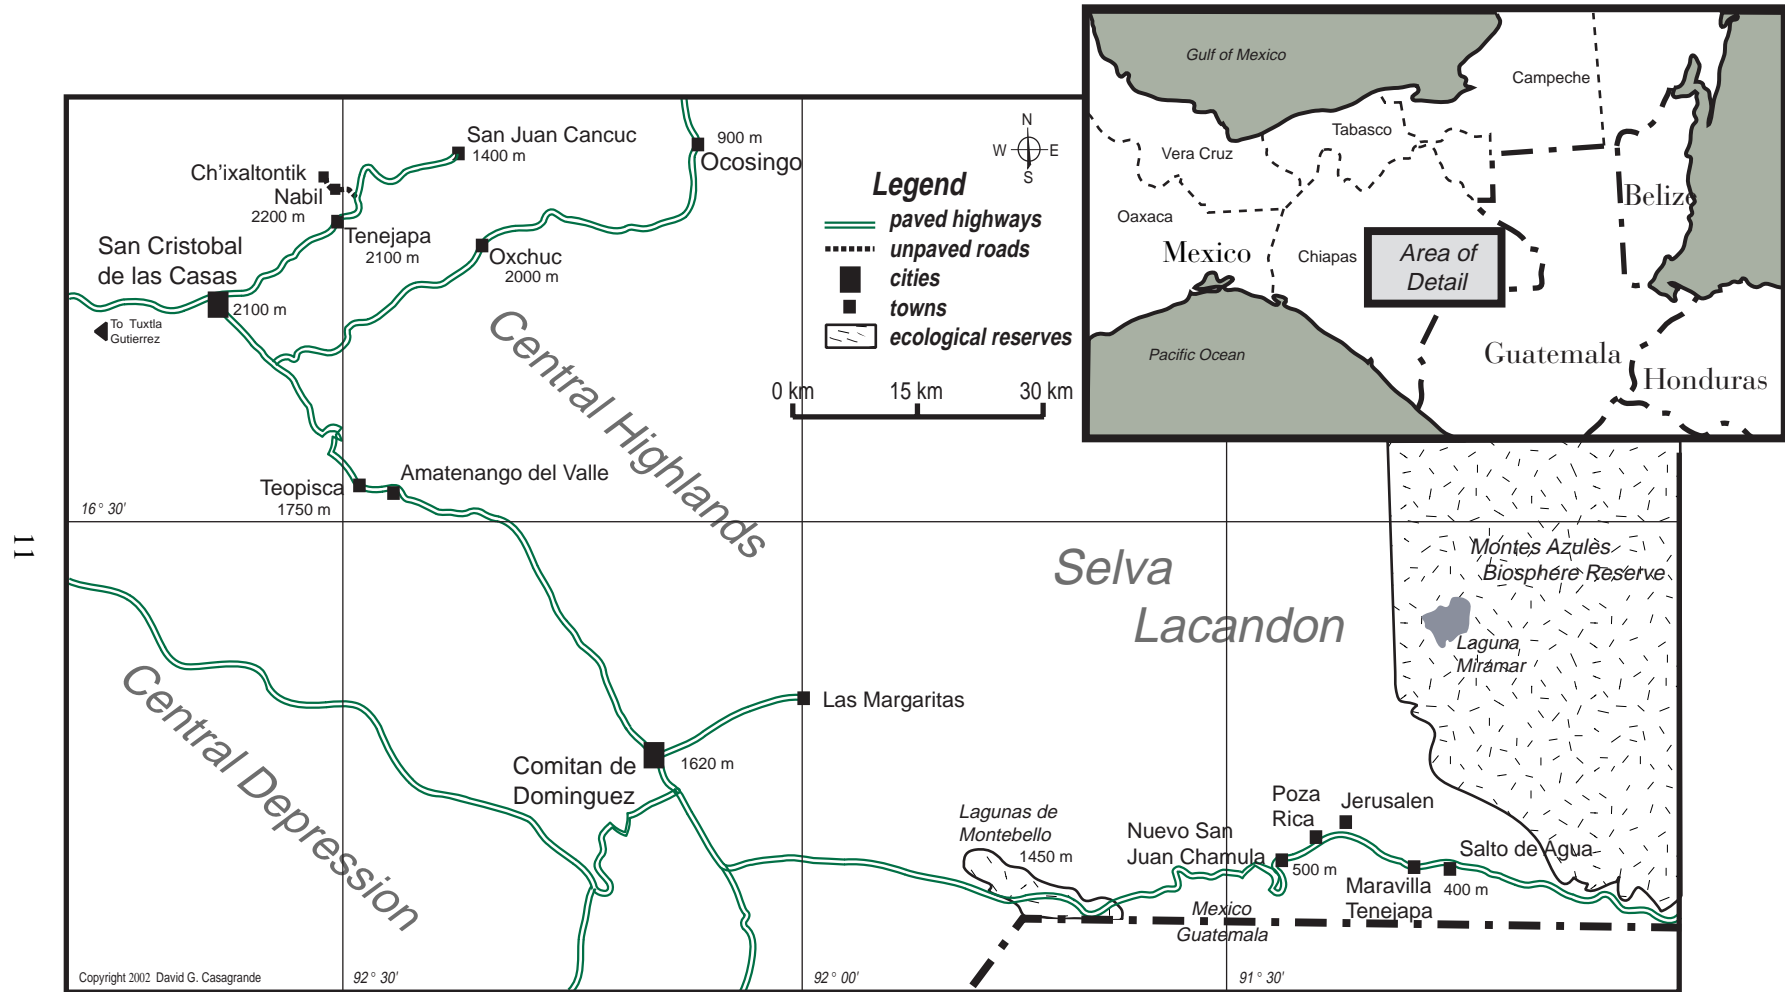 Gulf of Mexico
Campeche
Tabasco
Vera Cruz
Belize
Oaxaca
Mexico
Chiapas
Area of
Detail
Pacific Ocean
Guatemala
Honduras
N
W
E
S
Legend
paved highways
unpaved roads
cities
towns
ecological reserves
0 km
15 km
30 km
San Juan Cancuc
1400 m
900 m
Ocosingo
Ch'ixaltontik
Nabil
2200 m
Tenejapa
2100 m
San Cristobal
de las Casas
2100 m
Oxchuc
2000 m
To Tuxtla
Gutierrez
Central Highlands
Teopisca
1750 m
Amatenango del Valle
16° 30'
11
Selva
Lacandon
Montes Azules
Biosphere Reserve
Laguna
Miramar
Central Depression
Las Margaritas
Comitan de
Dominguez
1620 m
Lagunas de
Montebello
1450 m
Nuevo San
Juan Chamula
Poza
Rica
Jerusalen
500 m
Salto de Agua
400 m
Maravilla
Tenejapa
Mexico
Guatemala
Copyright 2002 David G. Casagrande
92° 30'
92° 00'
91° 30'